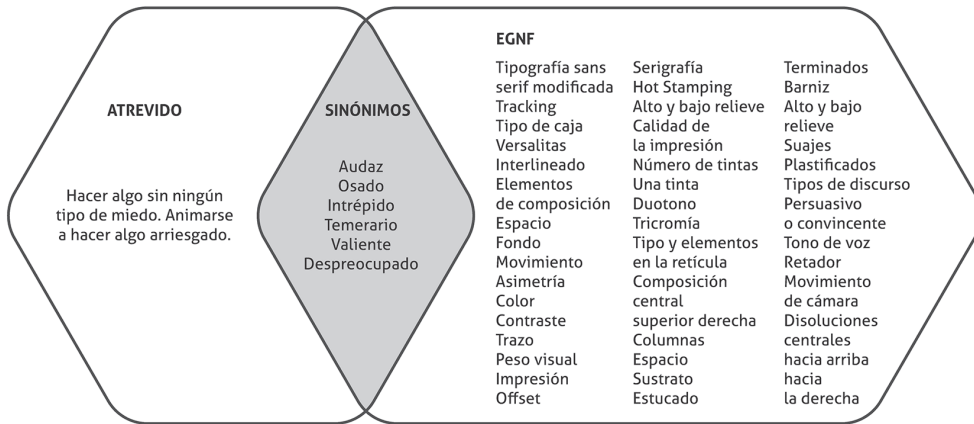 ATREVIDO
Hacer algo sin ningún
tipo de miedo. Animarse
a hacer algo arriesgado.
SINÓNIMOS
Audaz
Osado
Intrépido
Temerario
Valiente
Despreocupado
EGNF
Tipografía sans
serif modificada
Tracking
Tipo de caja
Versalitas
Interlineado
Elementos
de composición
Espacio
Fondo
Movimiento
Asimetría
Color
Contraste
Trazo
Peso visual
Impresión
Offset
Serigrafía
Hot Stamping
Alto y bajo relieve
Calidad de
la impresión
Número de tintas
Una tinta
Duotono
Tricromía
Tipo y elementos
en la retícula
Composición
central
superior derecha
Columnas
Espacio
Sustrato
Estucado
Terminados
Barniz
Alto y bajo
relieve
Suajes
Plastificados
Tipos de discurso
Persuasivo
o convincente
Tono de voz
Retador
Movimiento
de cámara
Disoluciones
centrales
hacia arriba
hacia
la derecha